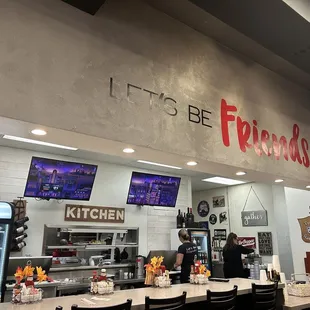 LET'S BE Friends
KITCHEN
gather